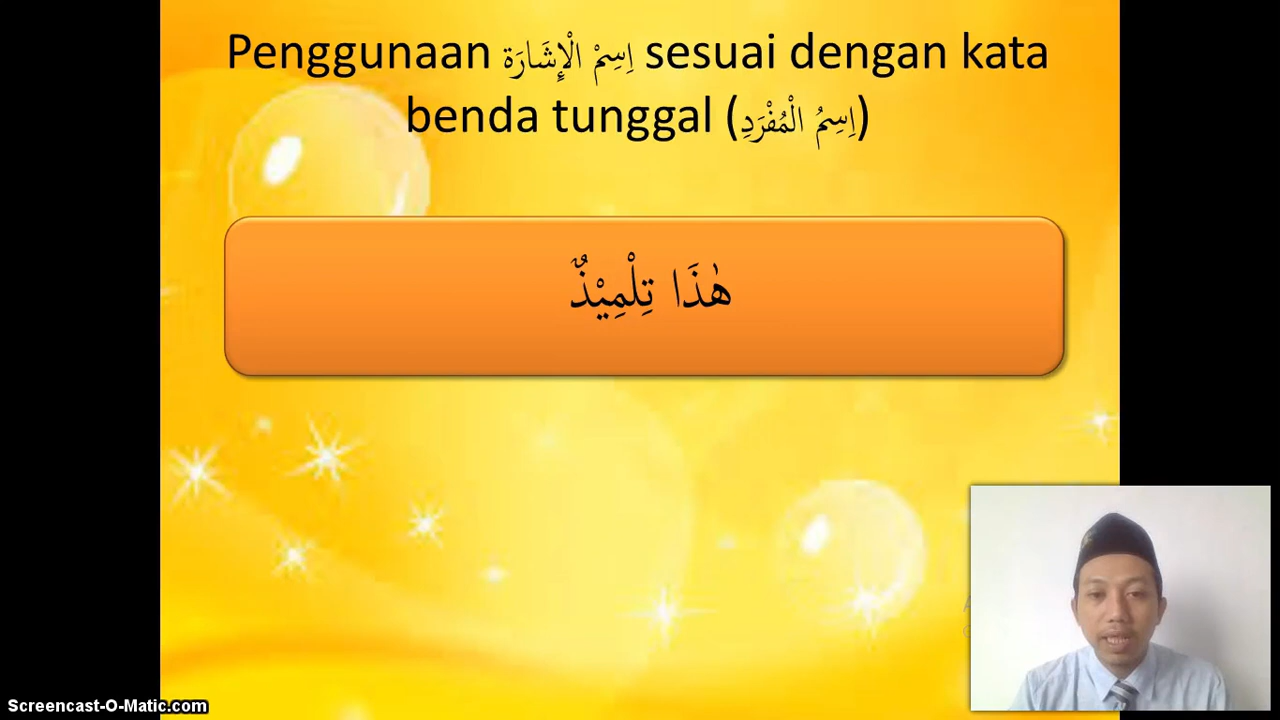 Penggunaan اِسِمْ الْإِشَارَة sesuai dengan kata
benda tunggal (اِسِمُ الْمُفْرَدِ)
هٰذَا تِلْمِيْذٌ
Screencast-O-Matic.com